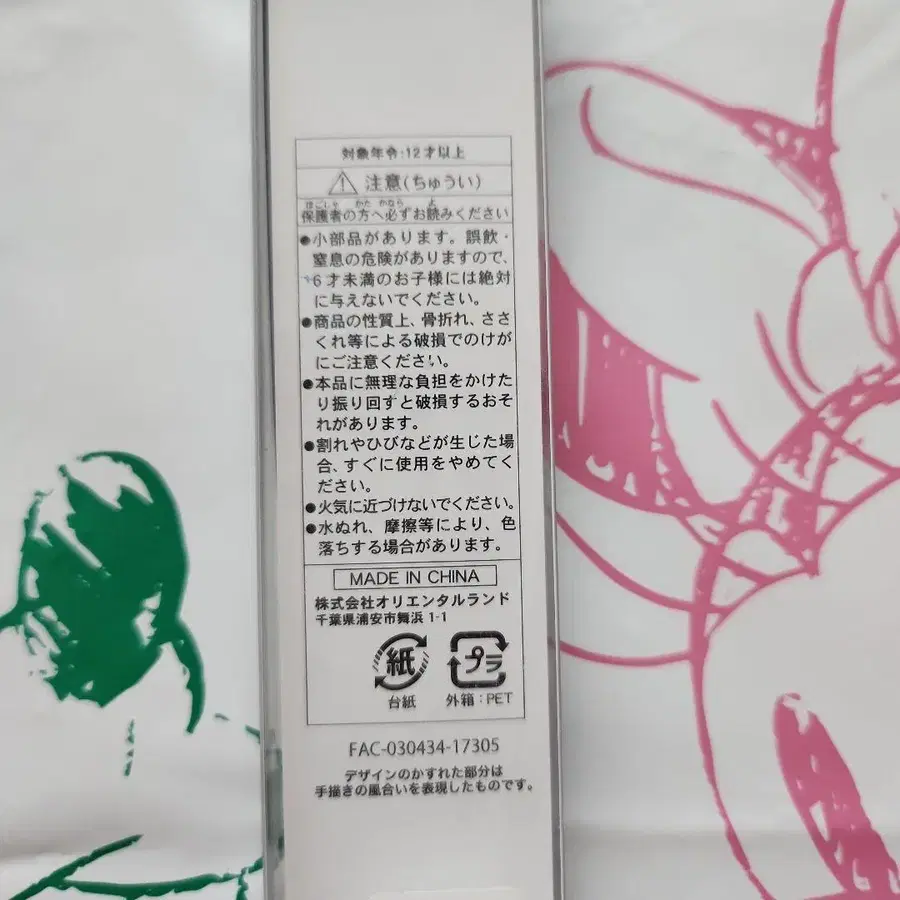 対象年令:12才以上
⚠ 注意(ちゅうい)
ほごしゃ かた かなら よ
保護者の方へ必ずお読みください
●小部品があります。誤飲・
窒息の危険がありますので、
6才未満のお子様には絶対
に与えないでください。
●商品の性質上、骨折れ、ささ
くれ等による破損でのけが
にご注意ください。
●本品に無理な負担をかけた
り振り回すと破損するおそ
れがあります。
●割れやひびなどが生じた場
合、すぐに使用をやめてく
ださい。
●火気に近づけないでください。
●水ぬれ、摩擦等により、色
落ちする場合があります。
MADE IN CHINA
株式会社オリエンタルランド
千葉県浦安市舞浜 1-1
紙 プラ
台紙 外箱:PET
FAC-030434-17305
デザインのかすれた部分は
手描きの風合いを表現したものです。